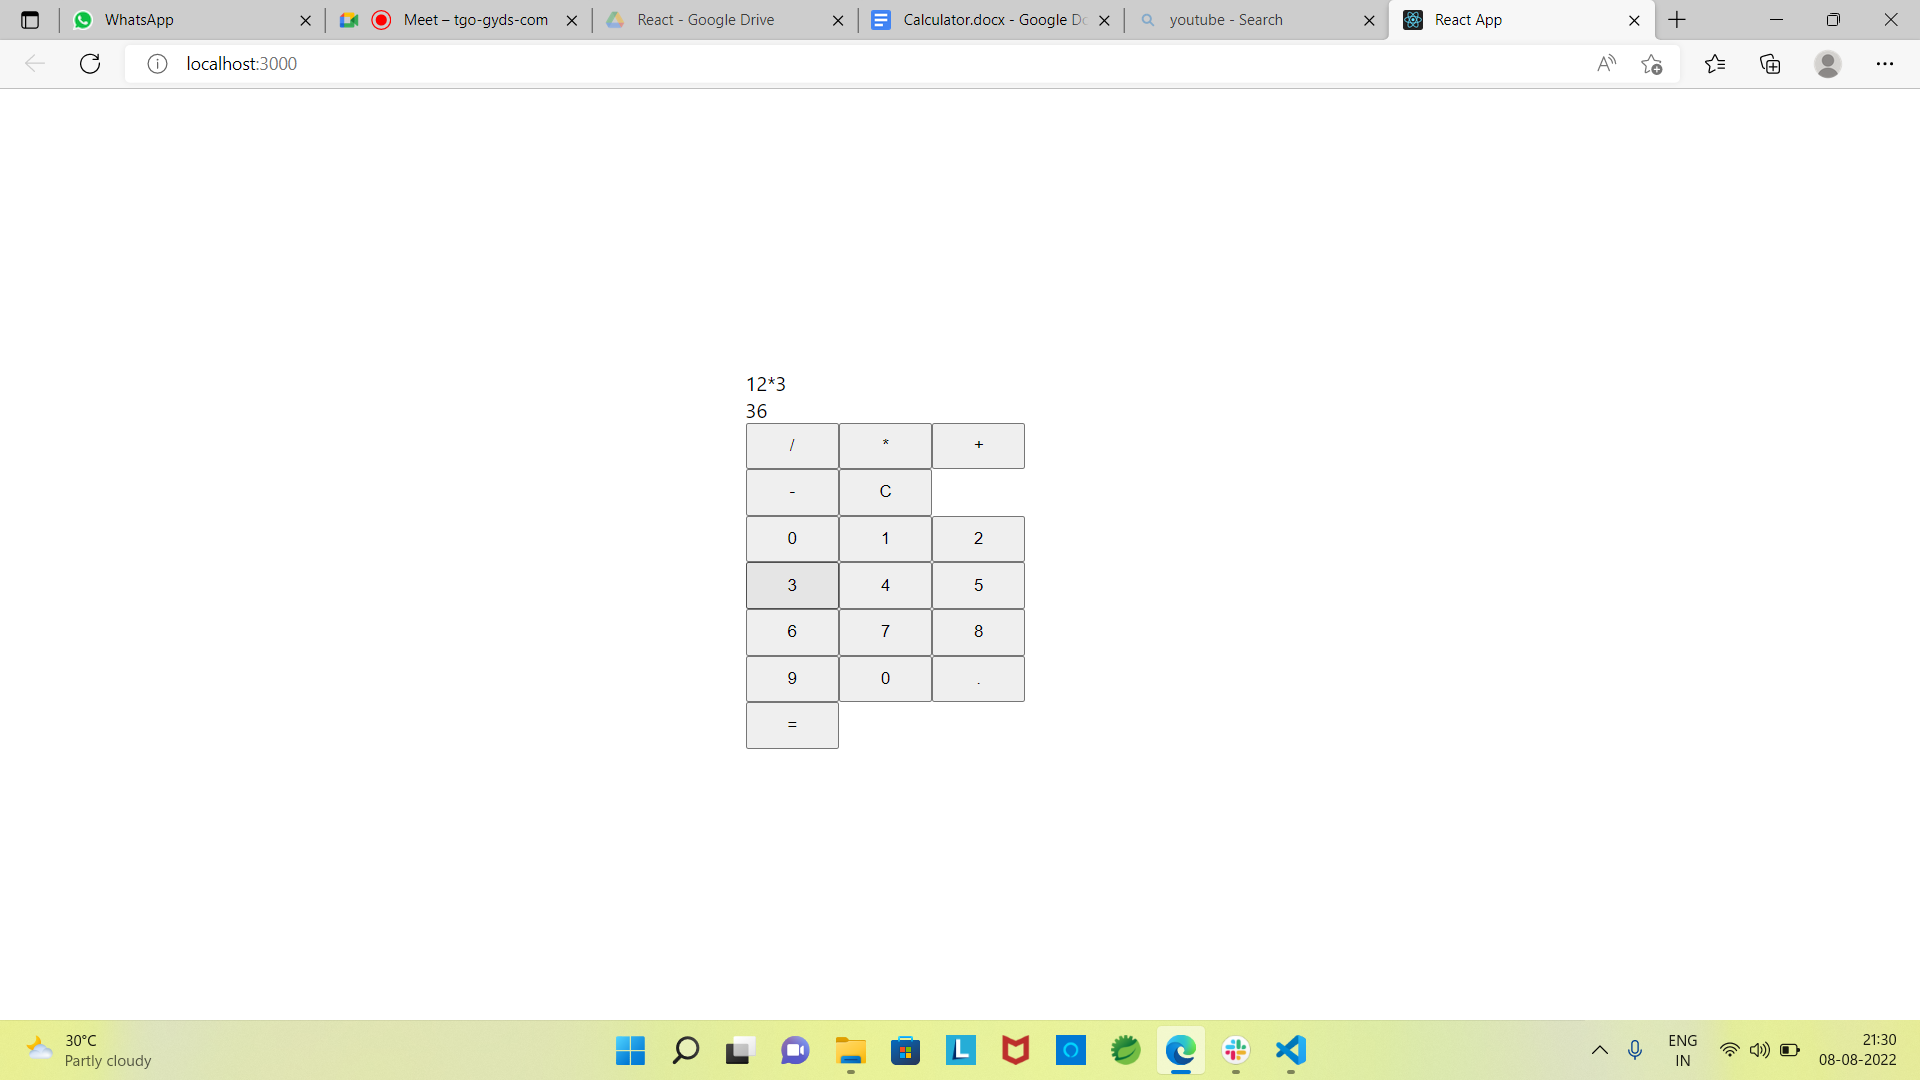 WhatsApp
Meet – tgo-gyds-com
React - Google Drive
Calculator.docx - Google Do
youtube - Search
React App
localhost:3000
12*3
36
/ * +
- C
0 1 2
3 4 5
6 7 8
9 0 .
=
30°C
Partly cloudy
ENG
IN
21:30
08-08-2022